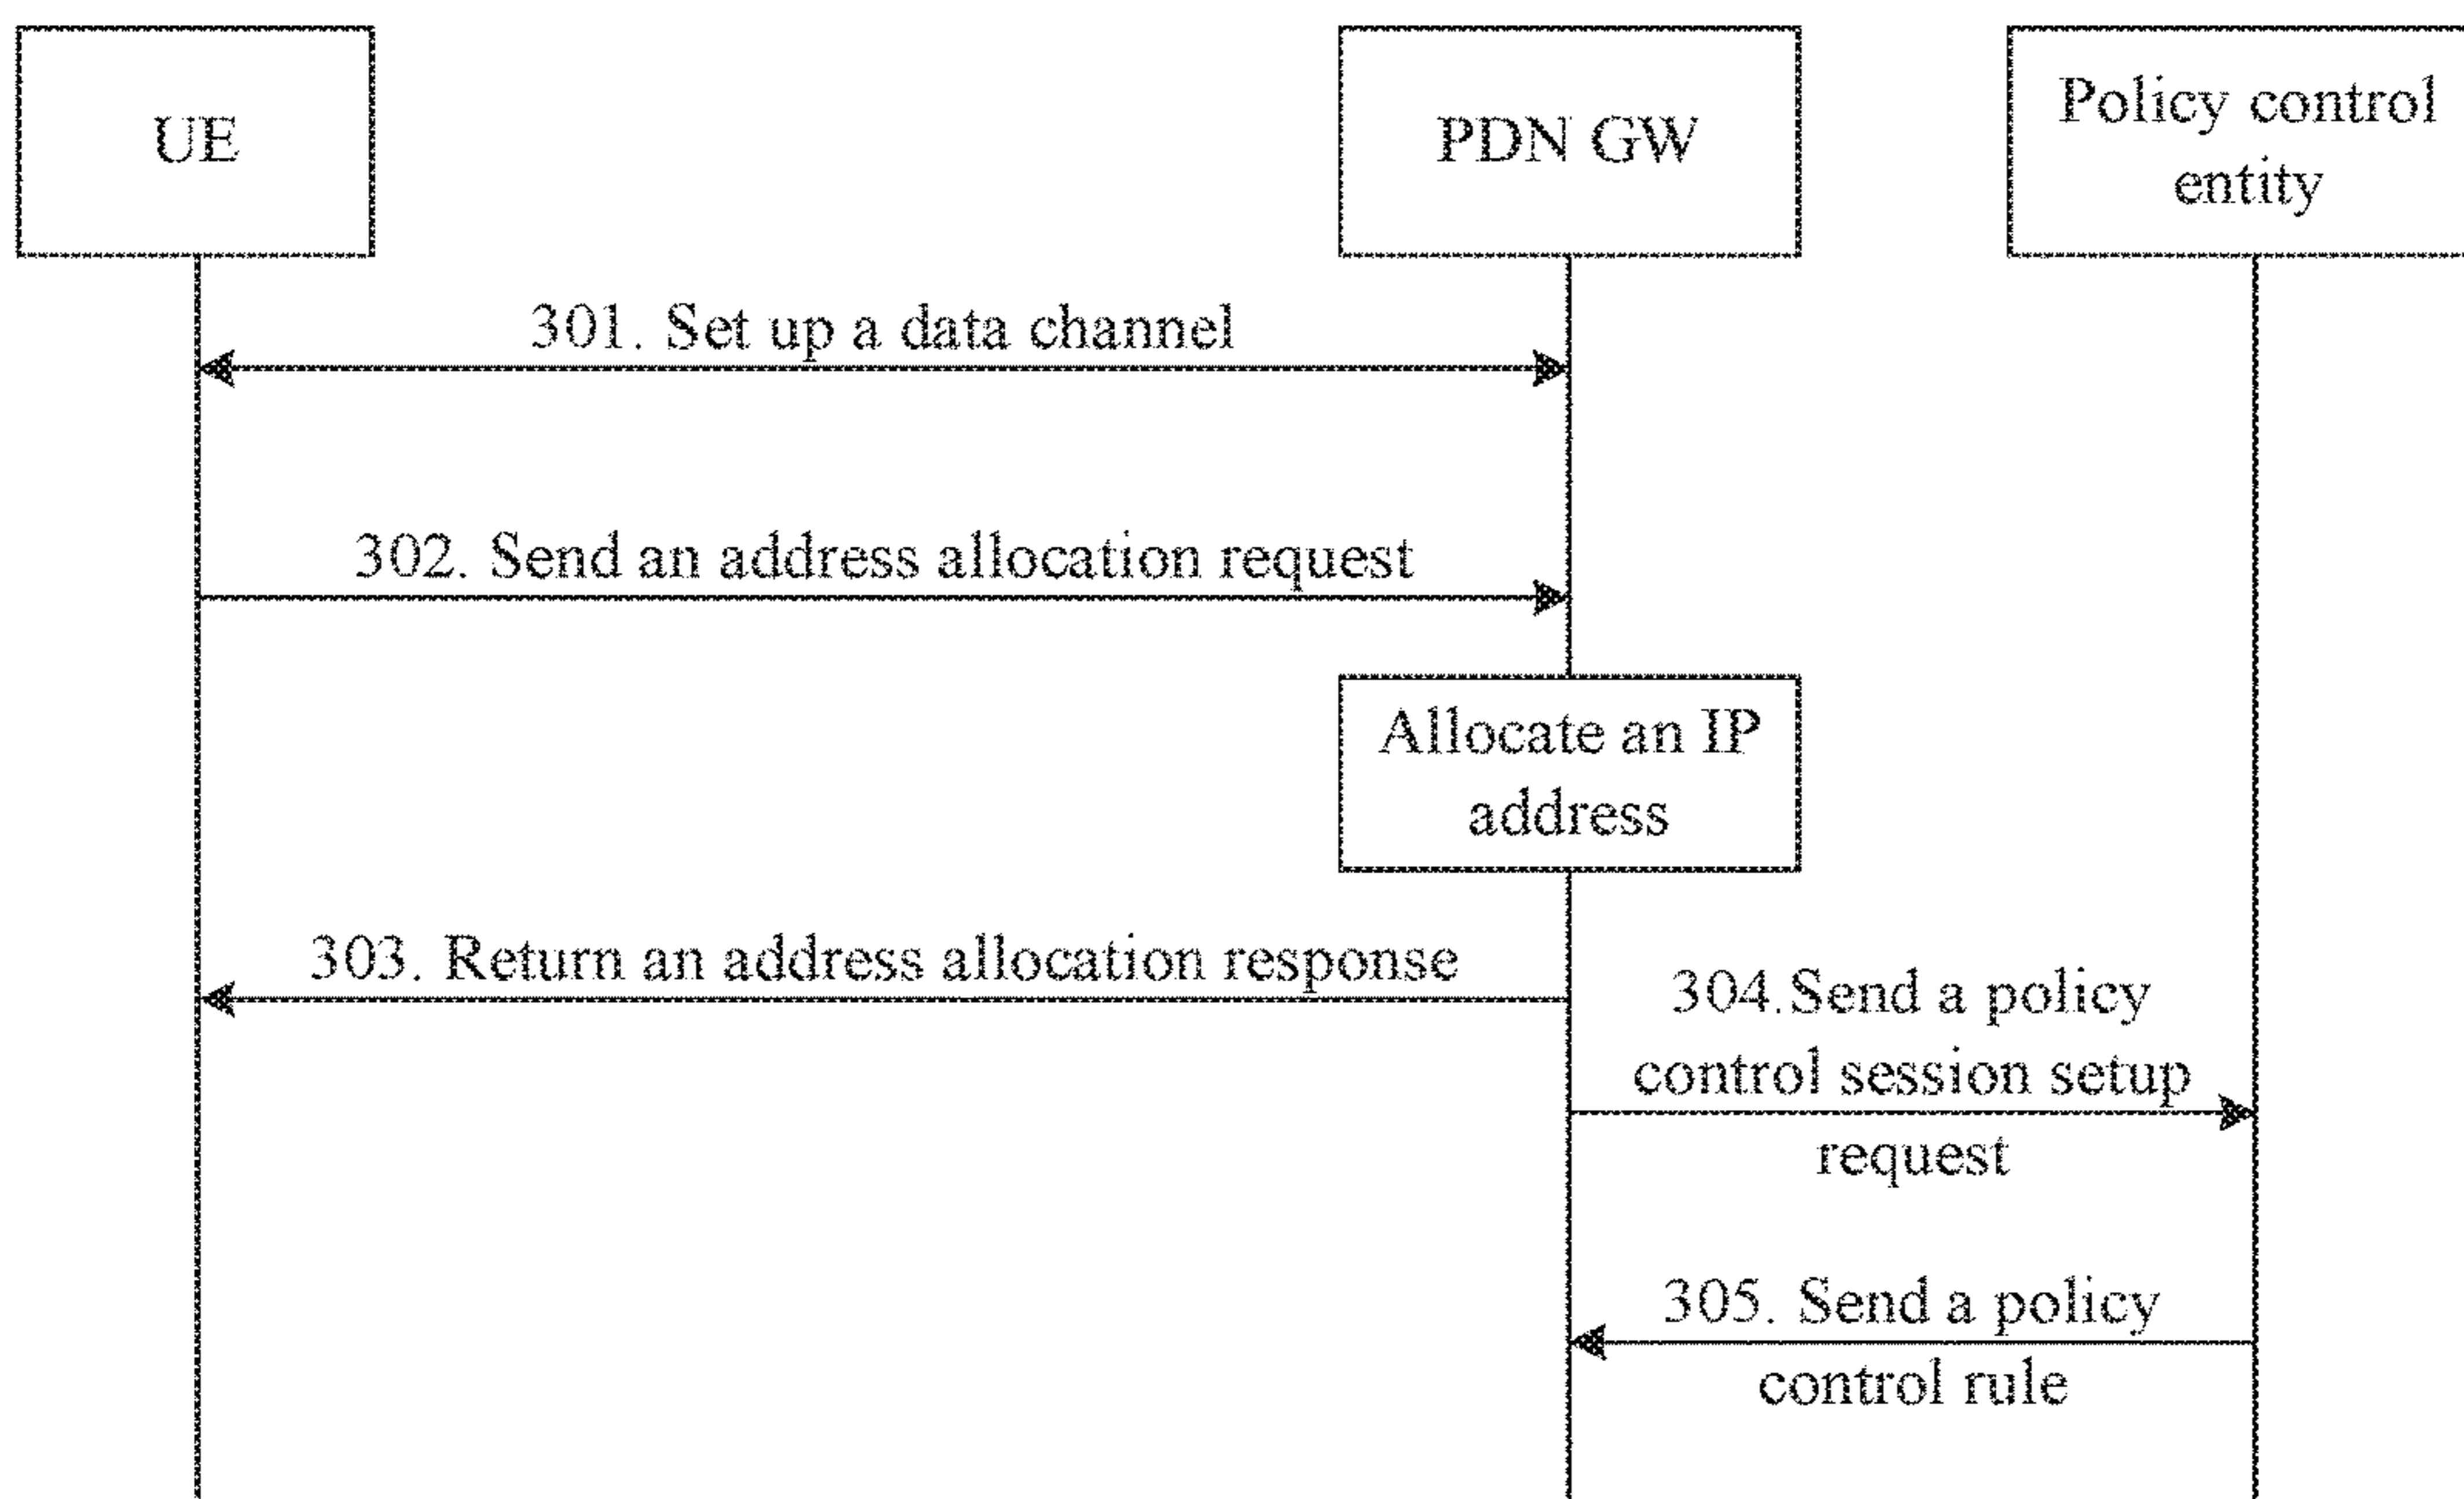 UE
PDN GW
Policy control
entity
301. Set up a data channel
302. Send an address allocation request
Allocate an IP
address
303. Return an address allocation response
304.Send a policy
control session setup
request
305. Send a policy
control rule